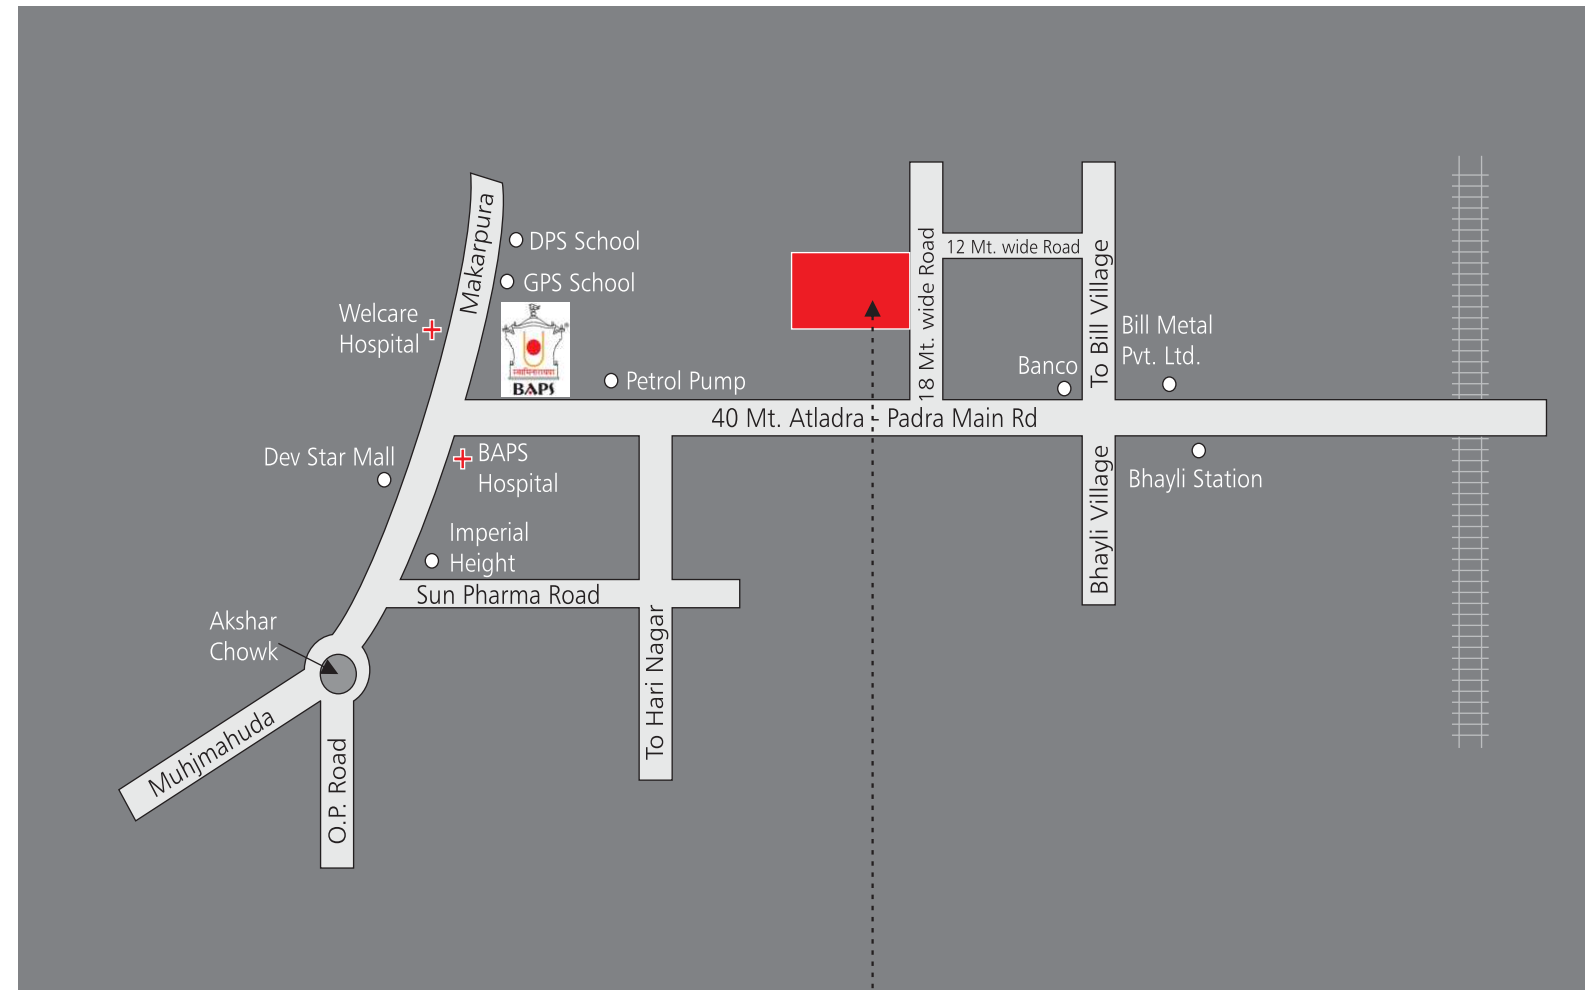 Makarpura
DPS School
GPS School
Welcare
Hospital
स्वामिनारायण
BAPS
Petrol Pump
18 Mt. wide Road
12 Mt. wide Road
To Bill Village
Bill Metal
Pvt. Ltd.
Banco
40 Mt. Atladra - Padra Main Rd
Dev Star Mall
BAPS
Hospital
Bhayli Village
Bhayli Station
Imperial
Height
Sun Pharma Road
Akshar
Chowk
To Hari Nagar
Muhjmahuda
O.P. Road